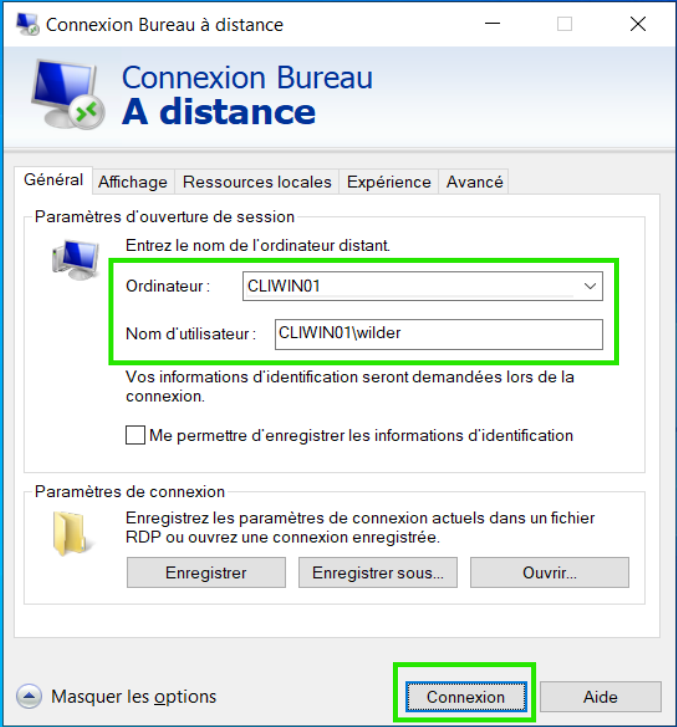 Connexion Bureau à distance
Connexion Bureau
A distance
Général Affichage Ressources locales Expérience Avancé
Paramètres d'ouverture de session
Entrez le nom de l'ordinateur distant.
Ordinateur : CLIWIN01
Nom d'utilisateur : CLIWIN01\wilder
Vos informations d'identification seront demandées lors de la
connexion.
Me permettre d'enregistrer les informations d'identification
Paramètres de connexion
Enregistrez les paramètres de connexion actuels dans un fichier
RDP ou ouvrez une connexion enregistrée.
Enregistrer Enregistrer sous... Ouvrir...
Masquer les options Connexion Aide